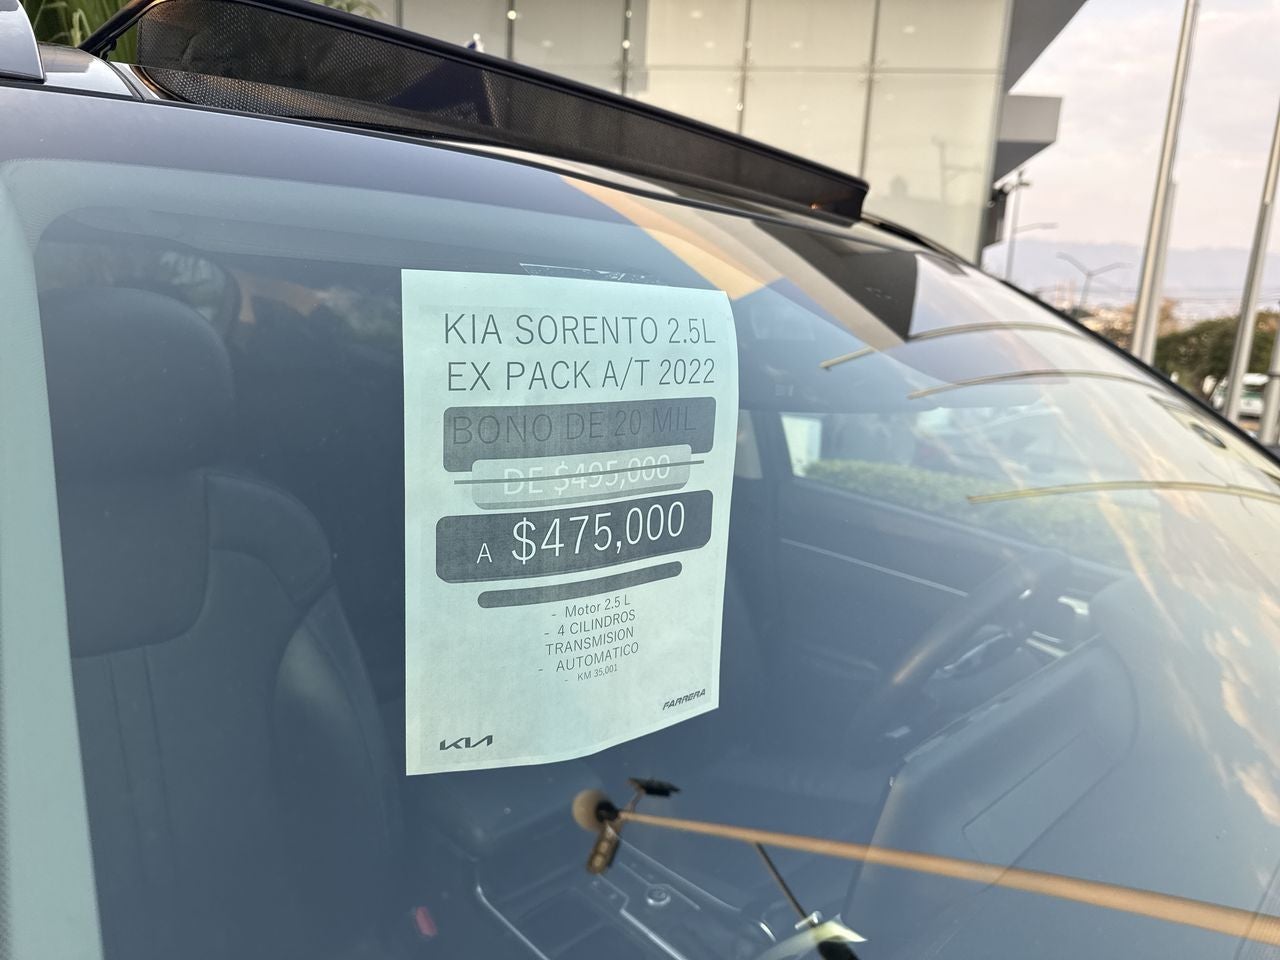 KIA SORENTO 2.5L
EX PACK A/T 2022
BONO DE 20 MIL
DE $495,000
A $475,000
- Motor 2.5 L
- 4 CILINDROS
TRANSMISION
- AUTOMATICO
- KM 35,001
FARRERA
KIA